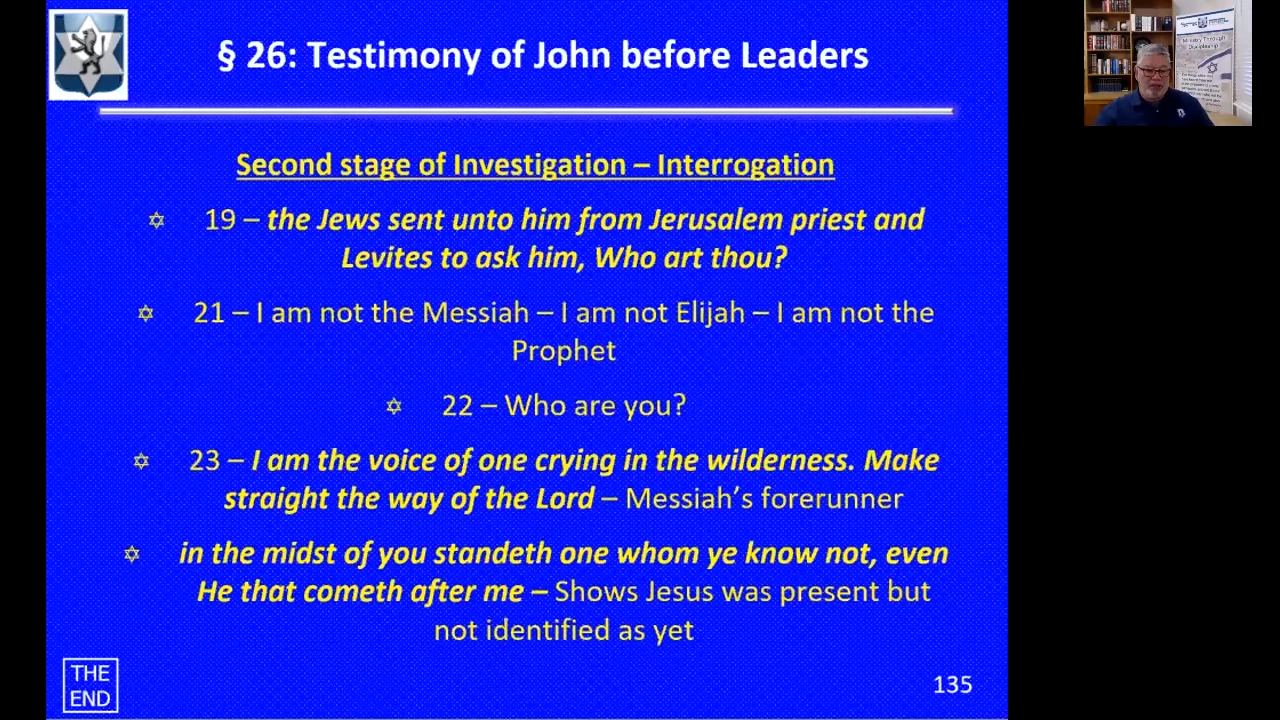 § 26: Testimony of John before Leaders
Second stage of Investigation – Interrogation
19 – the Jews sent unto him from Jerusalem priest and
Levites to ask him, Who art thou?
21 – I am not the Messiah – I am not Elijah – I am not the
Prophet
22 – Who are you?
23 – I am the voice of one crying in the wilderness. Make
straight the way of the Lord – Messiah's forerunner
in the midst of you standeth one whom ye know not, even
He that cometh after me – Shows Jesus was present but
not identified as yet
THE
END
135
Ministry Through
Discipleship